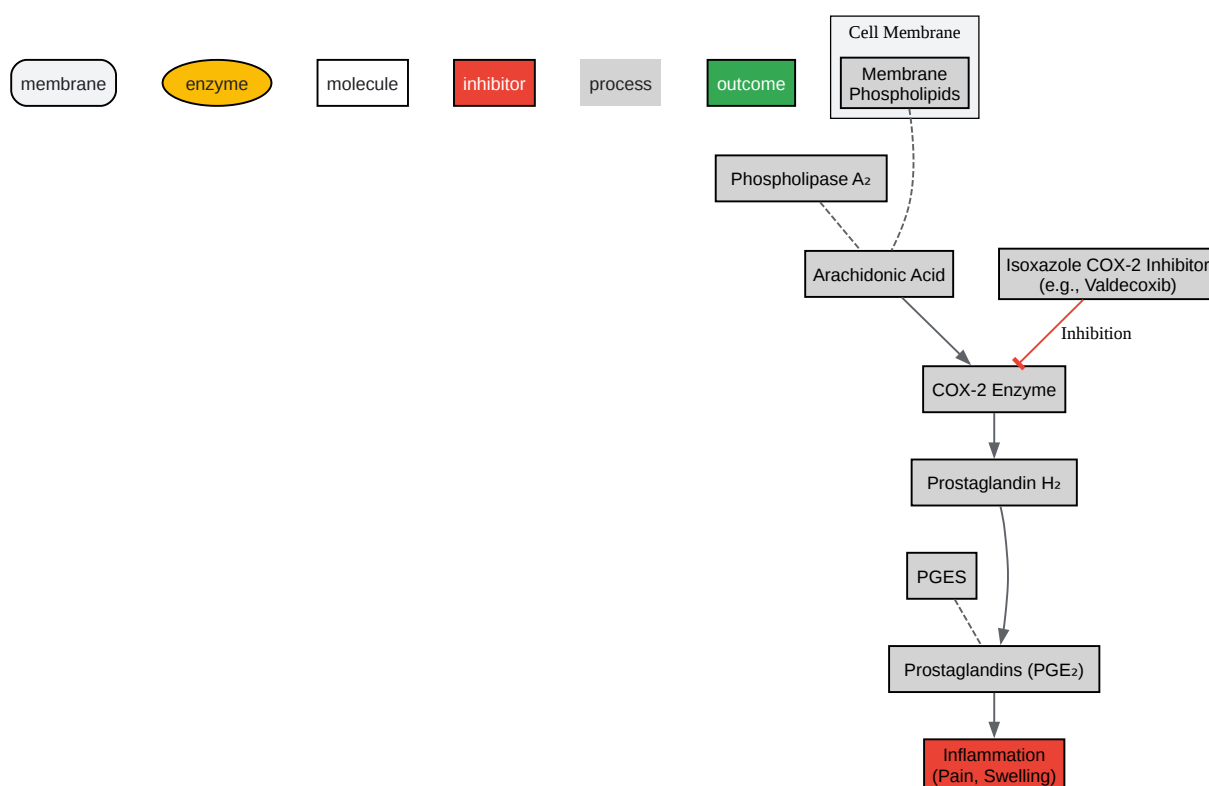 Cell Membrane
membrane
enzyme
molecule
inhibitor
process
outcome
Membrane
Phospholipids
Phospholipase A₂
Arachidonic Acid
Isoxazole COX-2 Inhibitor
(e.g., Valdecoxib)
Inhibition
COX-2 Enzyme
Prostaglandin H₂
PGES
Prostaglandins (PGE₂)
Inflammation
(Pain, Swelling)